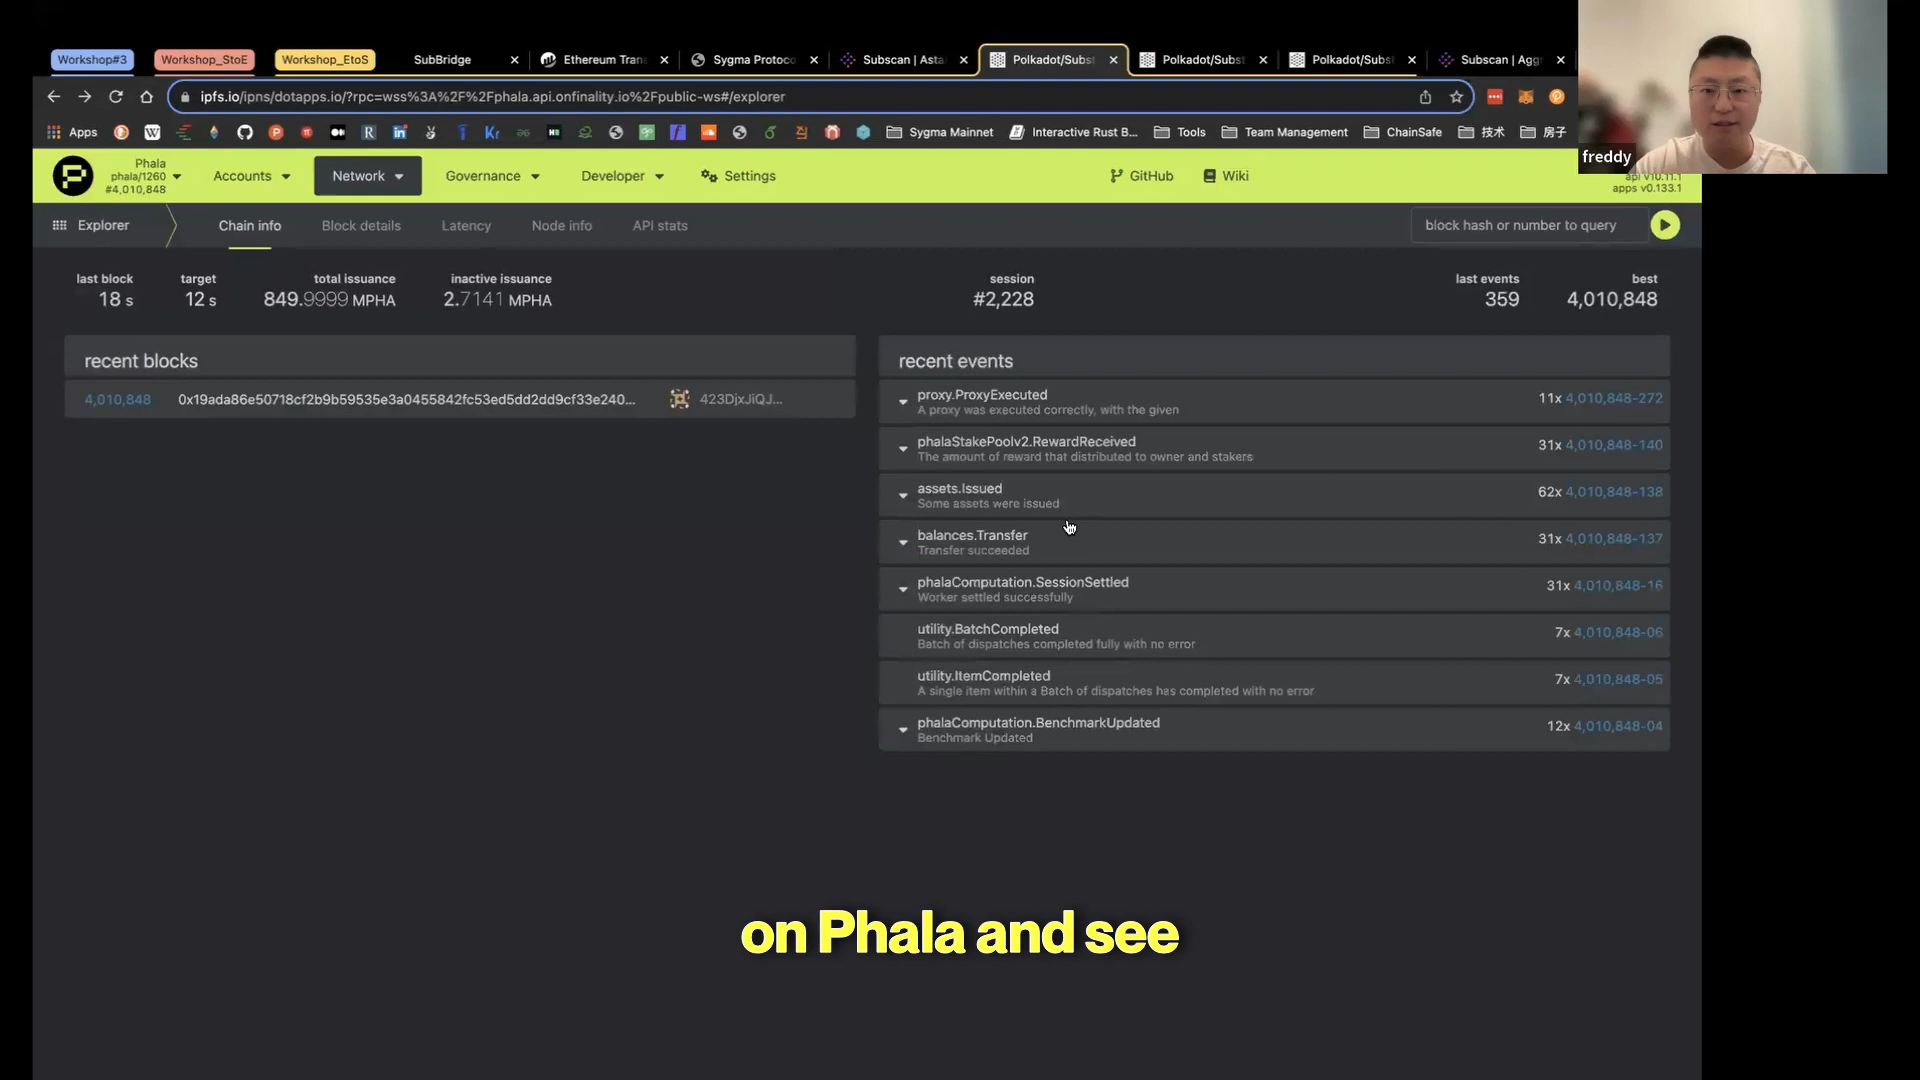 Workshop#3 Workshop_StoE Workshop_EtoS SubBridge Ethereum Tran Sygma Protoco Subscan | Asta Polkadot/Subst Polkadot/Subst Polkadot/Subst Subscan | Agg
ipfs.io/ipns/dotapps.io/?rpc=wss%3A%2F%2Fphala.api.onfinality.io%2Fpublic-ws#/explorer
Apps Sygma Mainnet Interactive Rust B... Tools Team Management ChainSafe 技术 房子
freddy
Phala
phala/1260
#4,010,848
Accounts Network Governance Developer Settings GitHub Wiki
api v10.11.1
apps v0.133.1
Explorer Chain info Block details Latency Node info API stats block hash or number to query
last block target total issuance inactive issuance session last events best
18 s 12 s 849.9999 MPHA 2.7141 MPHA #2,228 359 4,010,848
recent blocks
4,010,848 0x19ada86e50718cf2b9b59535e3a0455842fc53ed5dd2dd9cf33e240... 423DjxJiQJ...
recent events
proxy.ProxyExecuted 11x 4,010,848-272
A proxy was executed correctly, with the given
phalaStakePoolv2.RewardReceived 31x 4,010,848-140
The amount of reward that distributed to owner and stakers
assets.Issued 62x 4,010,848-138
Some assets were issued
balances.Transfer 31x 4,010,848-137
Transfer succeeded
phalaComputation.SessionSettled 31x 4,010,848-16
Worker settled successfully
utility.BatchCompleted 7x 4,010,848-06
Batch of dispatches completed fully with no error
utility.ItemCompleted 7x 4,010,848-05
A single item within a Batch of dispatches has completed with no error
phalaComputation.BenchmarkUpdated 12x 4,010,848-04
Benchmark Updated
on Phala and see